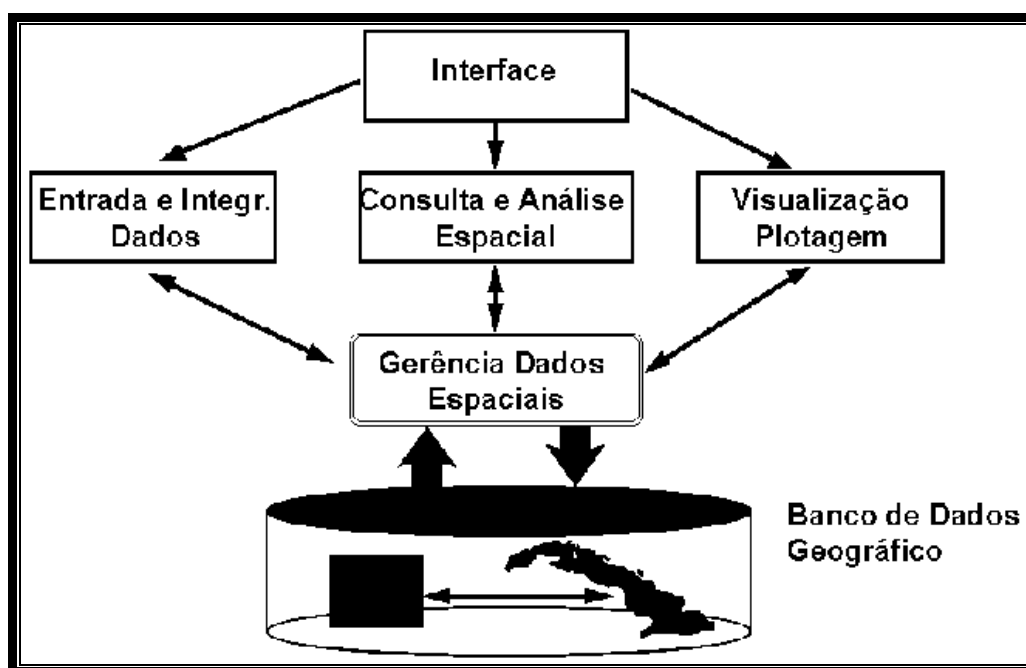 Interface
Entrada e Integr.
Dados
Consulta e Análise
Espacial
Visualização
Plotagem
Gerência Dados
Espaciais
Banco de Dados
Geográfico